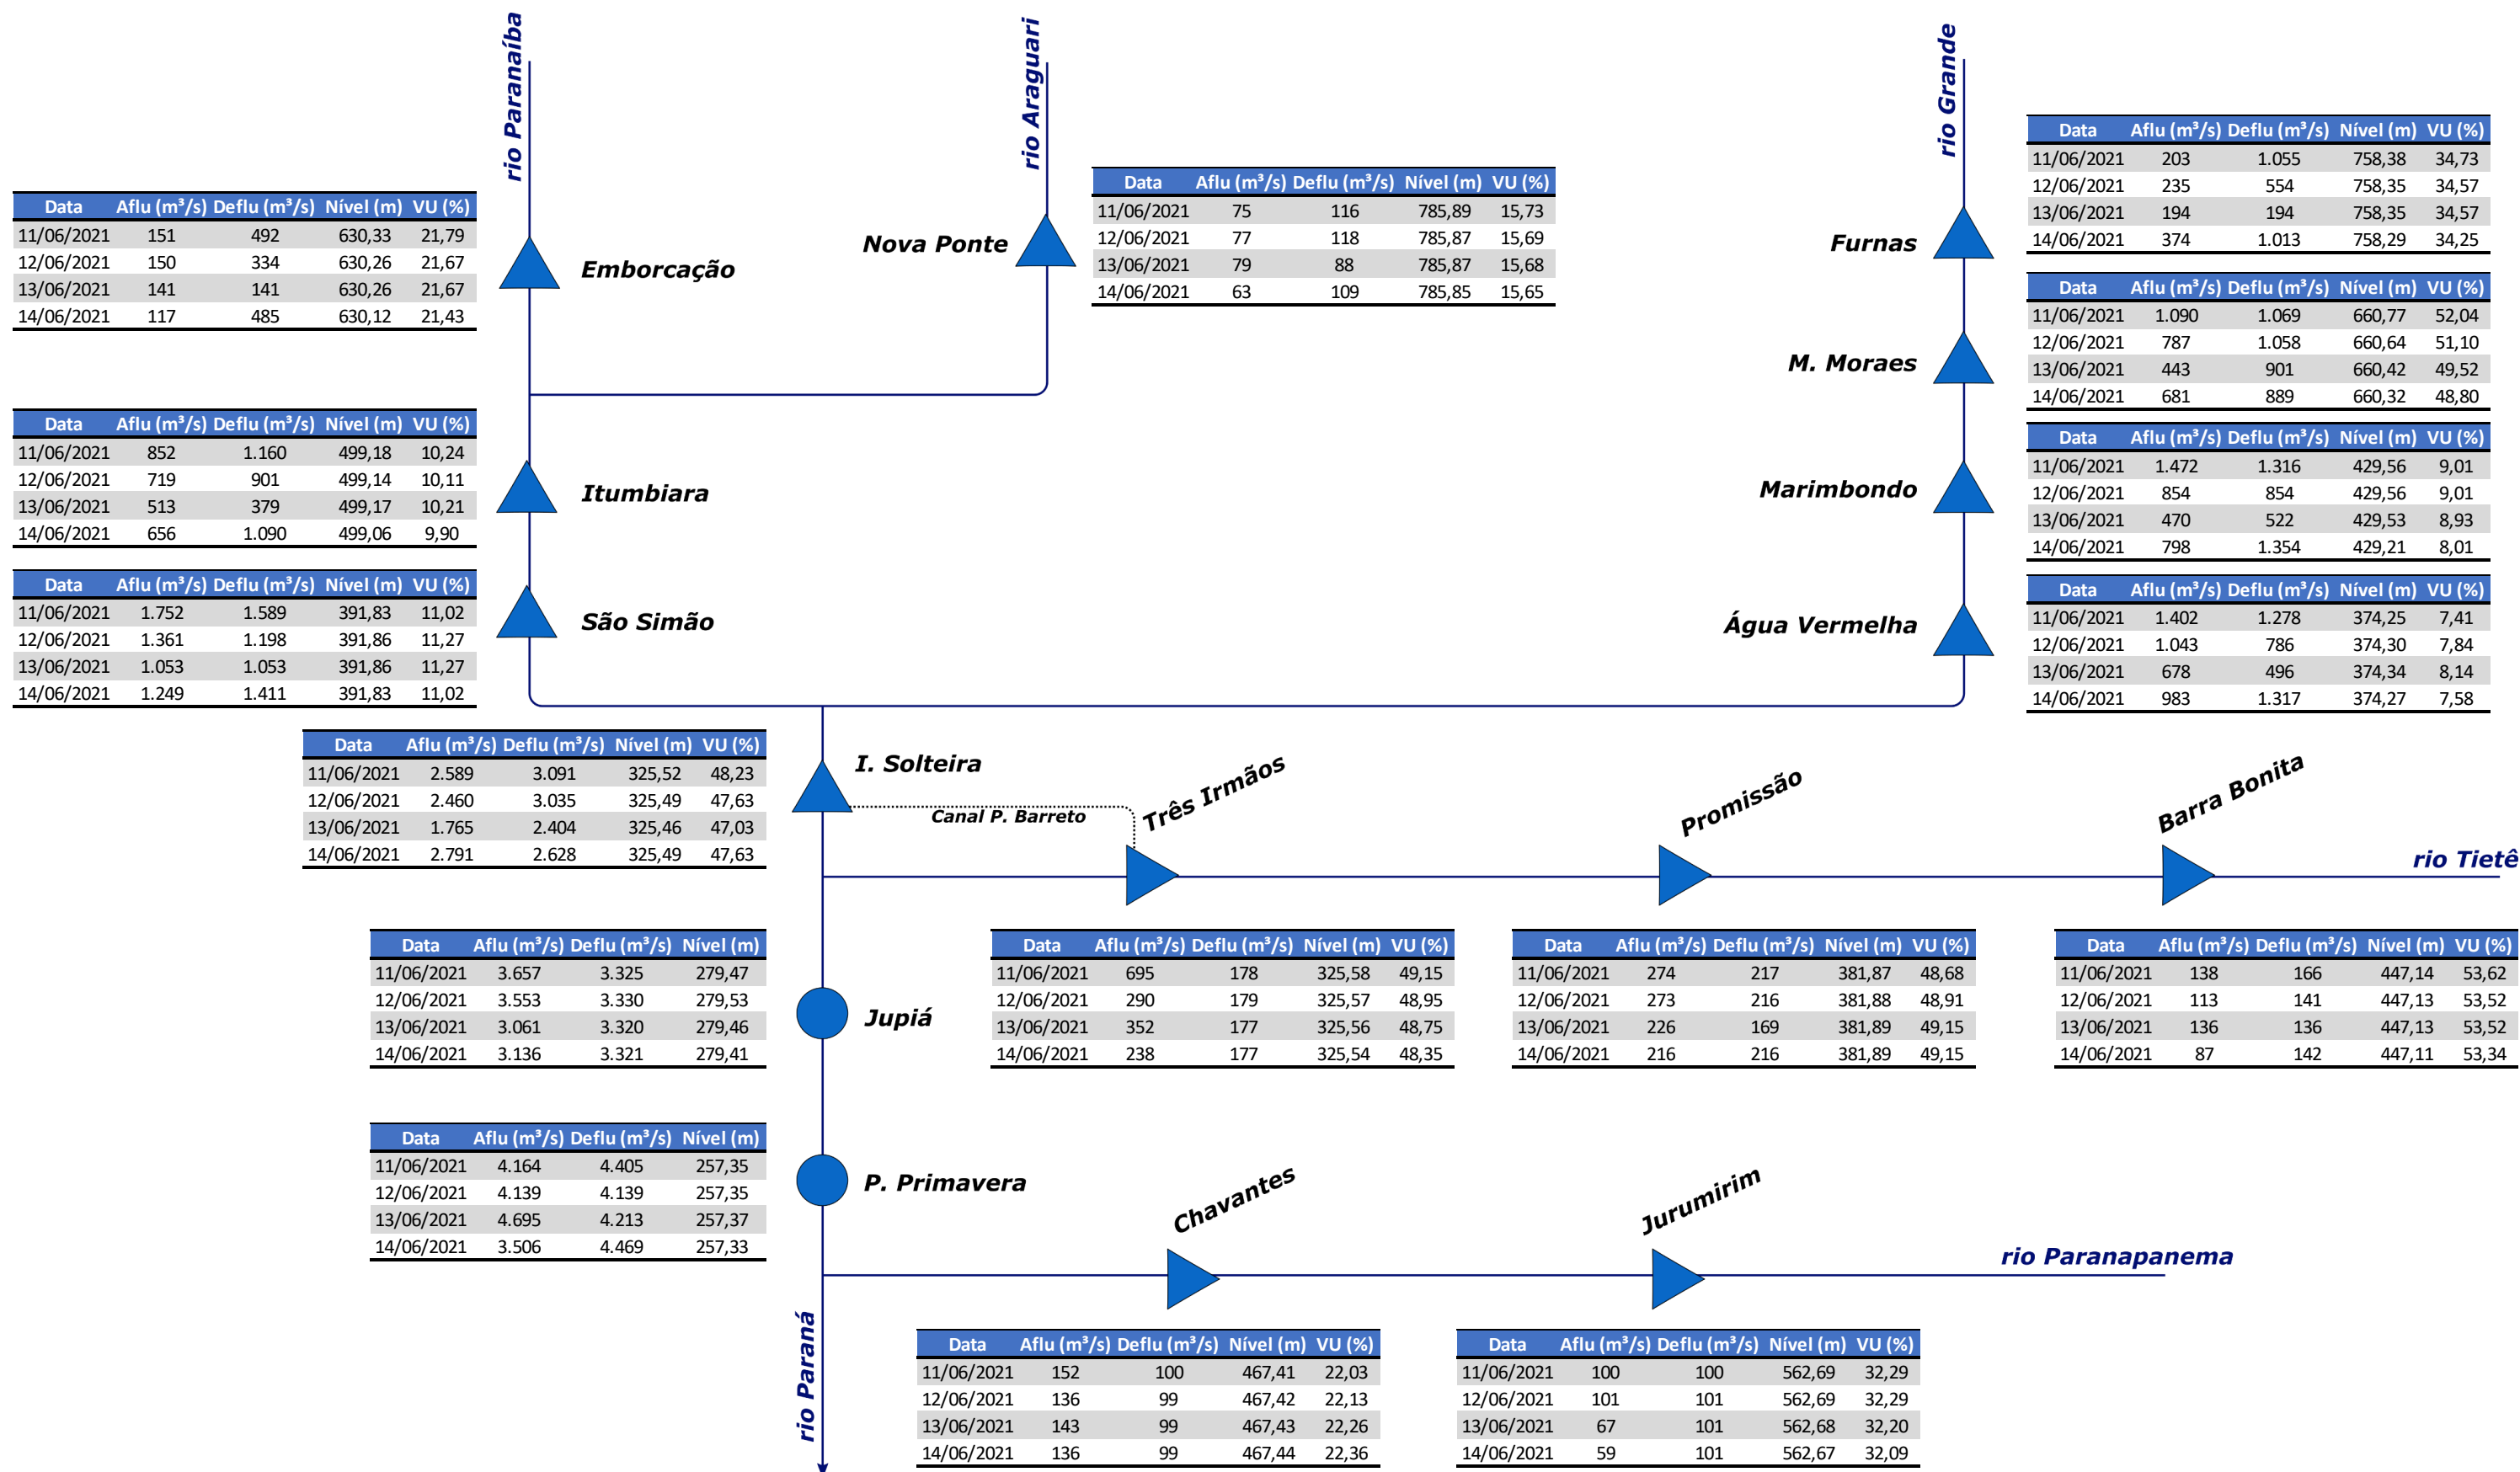 rio Paranaíba
rio Araguari
rio Grande
Data Aflu (m³/s) Deflu (m³/s) Nível (m) VU (%)
11/06/2021 203 1.055 758,38 34,73
12/06/2021 235 554 758,35 34,57
13/06/2021 194 194 758,35 34,57
14/06/2021 374 1.013 758,29 34,25
Furnas
Data Aflu (m³/s) Deflu (m³/s) Nível (m) VU (%)
11/06/2021 75 116 785,89 15,73
12/06/2021 77 118 785,87 15,69
13/06/2021 79 88 785,87 15,68
14/06/2021 63 109 785,85 15,65
Nova Ponte
Data Aflu (m³/s) Deflu (m³/s) Nível (m) VU (%)
11/06/2021 151 492 630,33 21,79
12/06/2021 150 334 630,26 21,67
13/06/2021 141 141 630,26 21,67
14/06/2021 117 485 630,12 21,43
Emborcação
Data Aflu (m³/s) Deflu (m³/s) Nível (m) VU (%)
11/06/2021 1.090 1.069 660,77 52,04
12/06/2021 787 1.058 660,64 51,10
13/06/2021 443 901 660,42 49,52
14/06/2021 681 889 660,32 48,80
M. Moraes
Data Aflu (m³/s) Deflu (m³/s) Nível (m) VU (%)
11/06/2021 852 1.160 499,18 10,24
12/06/2021 719 901 499,14 10,11
13/06/2021 513 379 499,17 10,21
14/06/2021 656 1.090 499,06 9,90
Itumbiara
Data Aflu (m³/s) Deflu (m³/s) Nível (m) VU (%)
11/06/2021 1.472 1.316 429,56 9,01
12/06/2021 854 854 429,56 9,01
13/06/2021 470 522 429,53 8,93
14/06/2021 798 1.354 429,21 8,01
Marimbondo
Data Aflu (m³/s) Deflu (m³/s) Nível (m) VU (%)
11/06/2021 1.752 1.589 391,83 11,02
12/06/2021 1.361 1.198 391,86 11,27
13/06/2021 1.053 1.053 391,86 11,27
14/06/2021 1.249 1.411 391,83 11,02
São Simão
Data Aflu (m³/s) Deflu (m³/s) Nível (m) VU (%)
11/06/2021 1.402 1.278 374,25 7,41
12/06/2021 1.043 786 374,30 7,84
13/06/2021 678 496 374,34 8,14
14/06/2021 983 1.317 374,27 7,58
Água Vermelha
Data Aflu (m³/s) Deflu (m³/s) Nível (m) VU (%)
11/06/2021 2.589 3.091 325,52 48,23
12/06/2021 2.460 3.035 325,49 47,63
13/06/2021 1.765 2.404 325,46 47,03
14/06/2021 2.791 2.628 325,49 47,63
I. Solteira
Canal P. Barreto
Três Irmãos
Promissão
Barra Bonita
rio Tietê
Data Aflu (m³/s) Deflu (m³/s) Nível (m)
11/06/2021 3.657 3.325 279,47
12/06/2021 3.553 3.330 279,53
13/06/2021 3.061 3.320 279,46
14/06/2021 3.136 3.321 279,41
Jupiá
Data Aflu (m³/s) Deflu (m³/s) Nível (m) VU (%)
11/06/2021 695 178 325,58 49,15
12/06/2021 290 179 325,57 48,95
13/06/2021 352 177 325,56 48,75
14/06/2021 238 177 325,54 48,35
Data Aflu (m³/s) Deflu (m³/s) Nível (m) VU (%)
11/06/2021 274 217 381,87 48,68
12/06/2021 273 216 381,88 48,91
13/06/2021 226 169 381,89 49,15
14/06/2021 216 216 381,89 49,15
Data Aflu (m³/s) Deflu (m³/s) Nível (m) VU (%)
11/06/2021 138 166 447,14 53,62
12/06/2021 113 141 447,13 53,52
13/06/2021 136 136 447,13 53,52
14/06/2021 87 142 447,11 53,34
Data Aflu (m³/s) Deflu (m³/s) Nível (m)
11/06/2021 4.164 4.405 257,35
12/06/2021 4.139 4.139 257,35
13/06/2021 4.695 4.213 257,37
14/06/2021 3.506 4.469 257,33
P. Primavera
Chavantes
Jurumirim
rio Paranapanema
rio Paraná
Data Aflu (m³/s) Deflu (m³/s) Nível (m) VU (%)
11/06/2021 152 100 467,41 22,03
12/06/2021 136 99 467,42 22,13
13/06/2021 143 99 467,43 22,26
14/06/2021 136 99 467,44 22,36
Data Aflu (m³/s) Deflu (m³/s) Nível (m) VU (%)
11/06/2021 100 100 562,69 32,29
12/06/2021 101 101 562,69 32,29
13/06/2021 67 101 562,68 32,20
14/06/2021 59 101 562,67 32,09